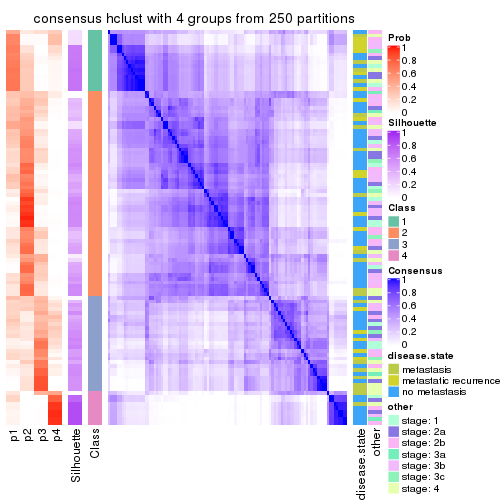 consensus hclust with 4 groups from 250 partitions
Prob
1
0.8
0.6
0.4
0.2
0
Silhouette
1
0.8
0.6
0.4
0.2
0
Class
1
2
3
4
Consensus
1
0.8
0.6
0.4
0.2
0
disease.state
metastasis
metastatic recurrence
no metastasis
other
stage: 1
stage: 2a
stage: 2b
stage: 3a
stage: 3b
stage: 3c
stage: 4
p1
p2
p3
p4
Silhouette
Class
disease.state
other